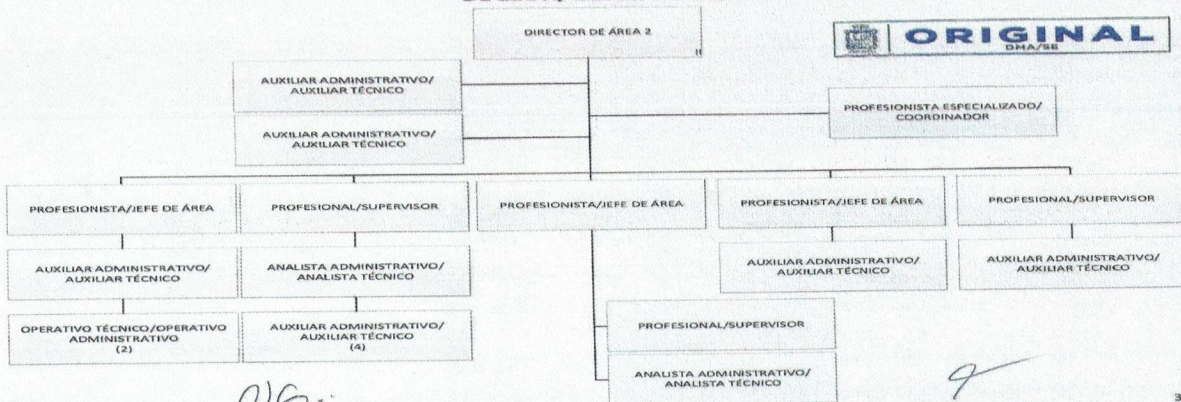 DIRECTOR DE ÁREA 2
II
ORIGINAL
DMA/SE
AUXILIAR ADMINISTRATIVO/
AUXILIAR TÉCNICO
PROFESIONISTA ESPECIALIZADO/
COORDINADOR
AUXILIAR ADMINISTRATIVO/
AUXILIAR TÉCNICO
PROFESIONISTA/JEFE DE ÁREA
PROFESIONAL/SUPERVISOR
PROFESIONISTA/JEFE DE ÁREA
PROFESIONISTA/JEFE DE ÁREA
PROFESIONAL/SUPERVISOR
AUXILIAR ADMINISTRATIVO/
AUXILIAR TÉCNICO
ANALISTA ADMINISTRATIVO/
ANALISTA TÉCNICO
AUXILIAR ADMINISTRATIVO/
AUXILIAR TÉCNICO
AUXILIAR ADMINISTRATIVO/
AUXILIAR TÉCNICO
OPERATIVO TÉCNICO/OPERATIVO
ADMINISTRATIVO
(2)
AUXILIAR ADMINISTRATIVO/
AUXILIAR TÉCNICO
(4)
PROFESIONAL/SUPERVISOR
ANALISTA ADMINISTRATIVO/
ANALISTA TÉCNICO
3